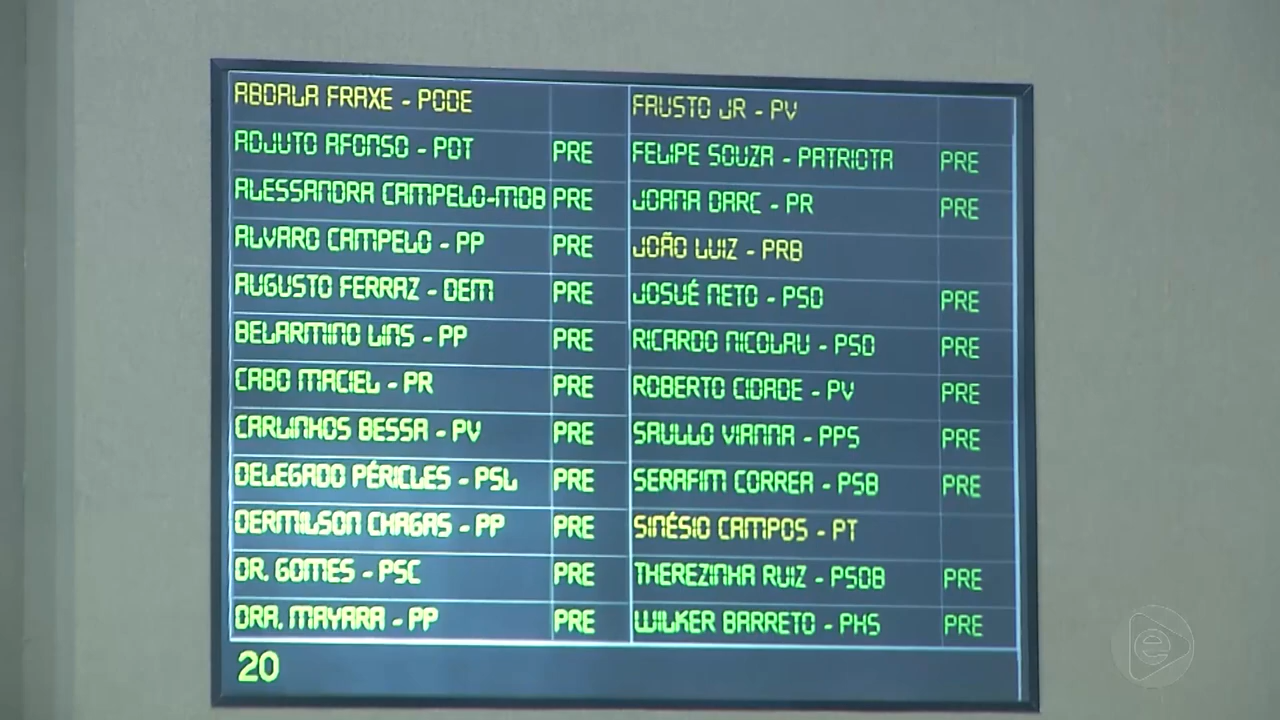 ABDALA FRAXE - PODE
ADJUTO AFONSO - PDT PRE
ALESSANDRA CAMPELO-MDB PRE
ALVARO CAMPELO - PP PRE
AUGUSTO FERRAZ - DEM PRE
BELARMINO LINS - PP PRE
CABO MACIEL - PR PRE
CARLINHOS BESSA - PV PRE
DELEGADO PÉRICLES - PSL PRE
DERMILSON CHAGAS - PP PRE
DR. GOMES - PSC PRE
DRA. MAYARA - PP PRE
FAUSTO JR - PV
FELIPE SOUZA - PATRIOTA PRE
JOANA DARC - PR PRE
JOÃO LUIZ - PRB
JOSUÉ NETO - PSD PRE
RICARDO NICOLAU - PSD PRE
ROBERTO CIDADE - PV PRE
SAULLO VIANNA - PPS PRE
SERAFIM CORREA - PSB PRE
SINÉSIO CAMPOS - PT
THEREZINHA RUIZ - PSDB PRE
WILKER BARRETO - PHS PRE
20
e